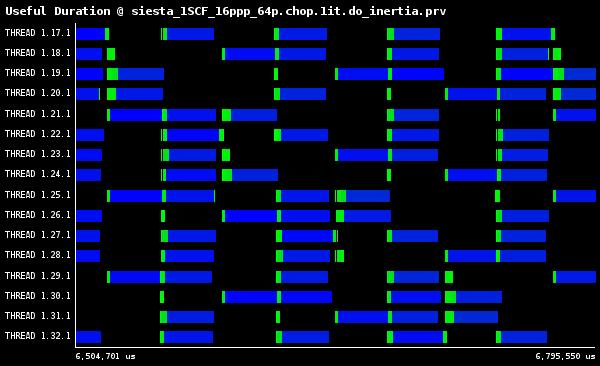 Useful Duration @ siesta_1SCF_16ppp_64p.chop.1it.do_inertia.prv
THREAD 1.17.1
THREAD 1.18.1
THREAD 1.19.1
THREAD 1.20.1
THREAD 1.21.1
THREAD 1.22.1
THREAD 1.23.1
THREAD 1.24.1
THREAD 1.25.1
THREAD 1.26.1
THREAD 1.27.1
THREAD 1.28.1
THREAD 1.29.1
THREAD 1.30.1
THREAD 1.31.1
THREAD 1.32.1
6,504,701 us 6,795,550 us